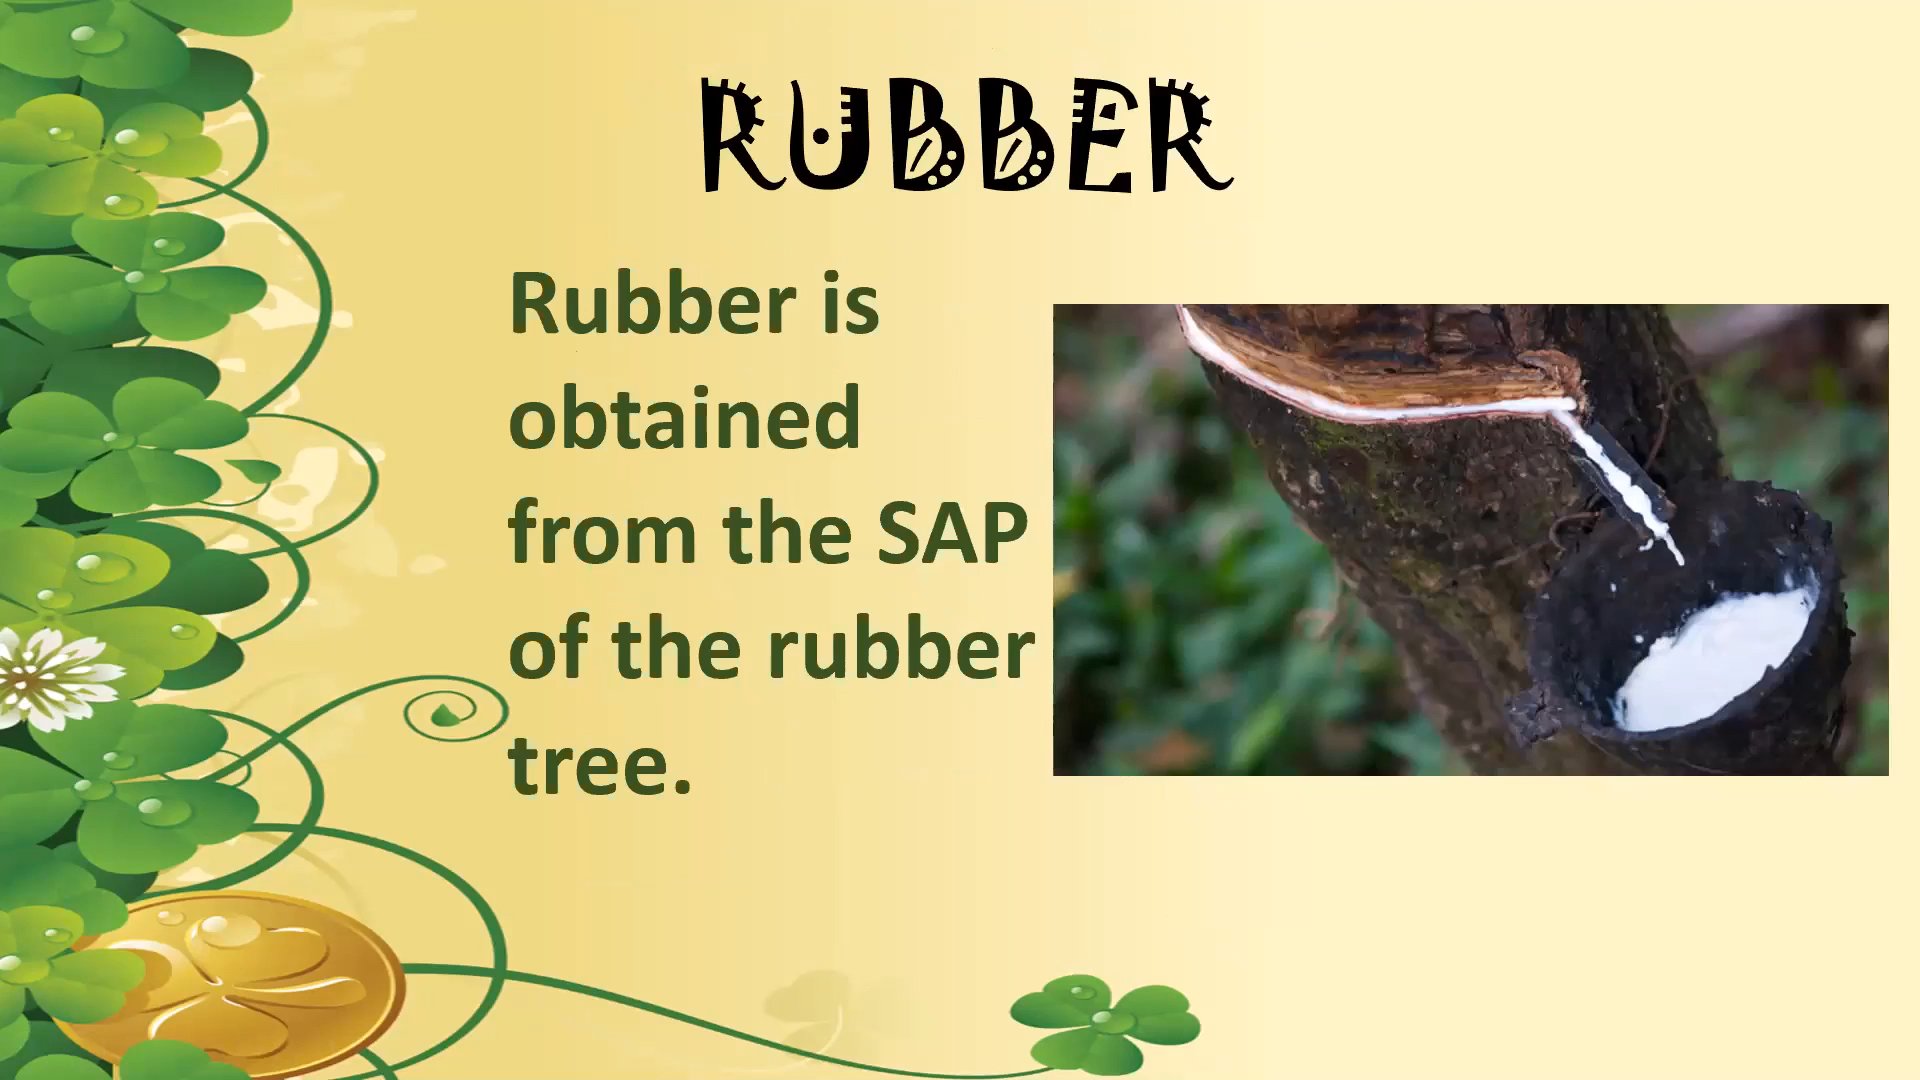 RUBBER
Rubber is
obtained
from the SAP
of the rubber
tree.